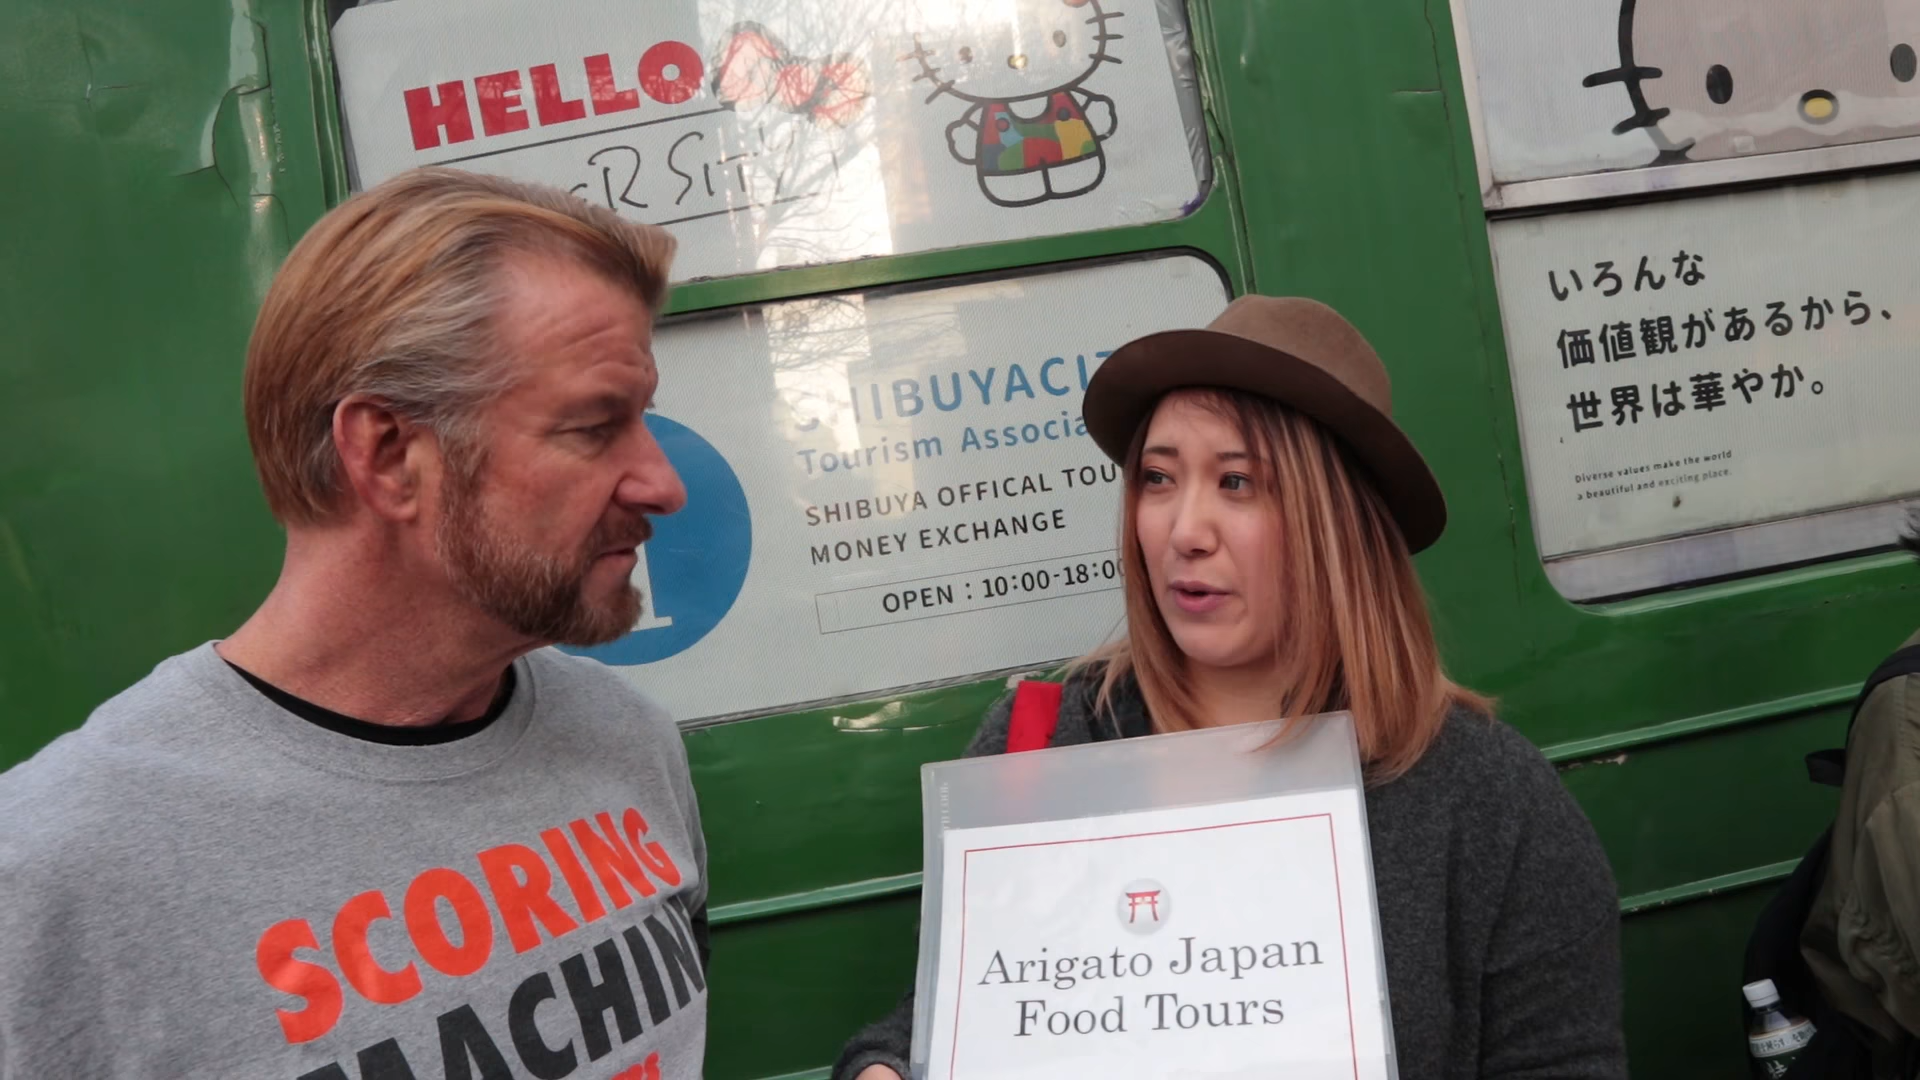 HELLO
SHIBUYACIT
Tourism Associa
SHIBUYA OFFICAL TOU
MONEY EXCHANGE
OPEN : 10:00-18:00
いろんな
価値観があるから、
世界は華やか。
Diverse values make the world
a beautiful and exciting place.
SCORING
MACHIN
Arigato Japan
Food Tours